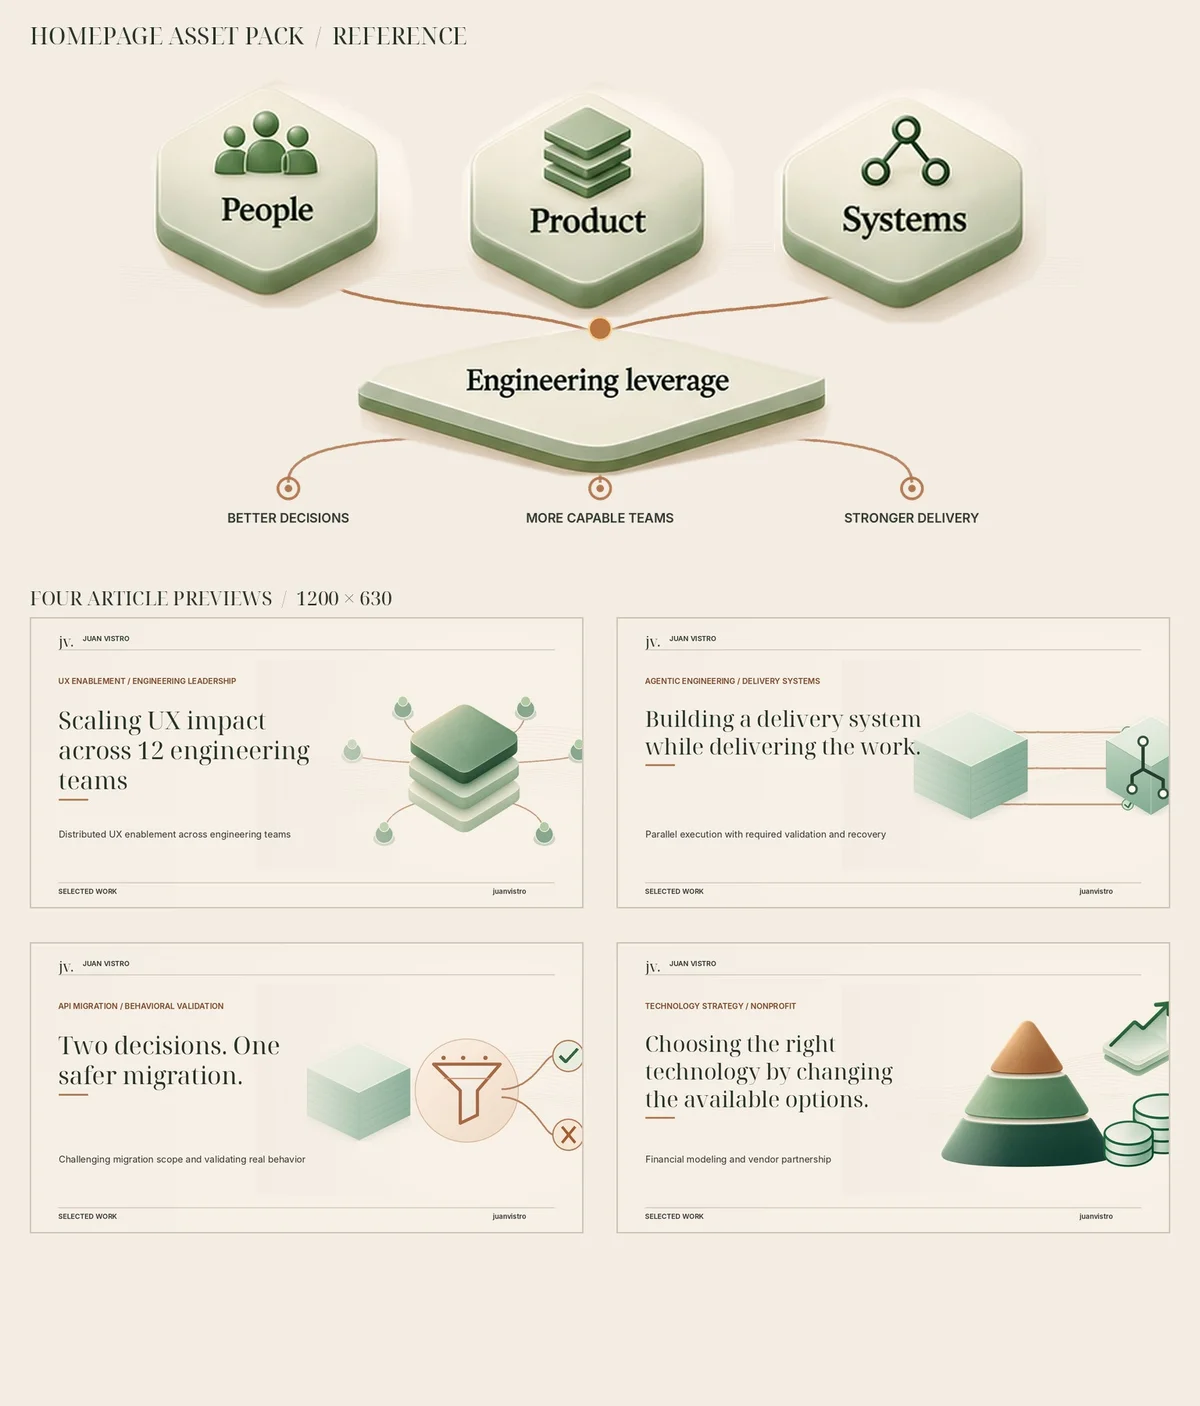 HOMEPAGE ASSET PACK / REFERENCE
People
Product
Systems
Engineering leverage
BETTER DECISIONS
MORE CAPABLE TEAMS
STRONGER DELIVERY
FOUR ARTICLE PREVIEWS / 1200 × 630
jv. JUAN VISTRO
UX ENABLEMENT / ENGINEERING LEADERSHIP
Scaling UX impact
across 12 engineering
teams
Distributed UX enablement across engineering teams
SELECTED WORK
juanvistro
jv. JUAN VISTRO
AGENTIC ENGINEERING / DELIVERY SYSTEMS
Building a delivery system
while delivering the work.
Parallel execution with required validation and recovery
SELECTED WORK
juanvistro
jv. JUAN VISTRO
API MIGRATION / BEHAVIORAL VALIDATION
Two decisions. One
safer migration.
Challenging migration scope and validating real behavior
SELECTED WORK
juanvistro
jv. JUAN VISTRO
TECHNOLOGY STRATEGY / NONPROFIT
Choosing the right
technology by changing
the available options.
Financial modeling and vendor partnership
SELECTED WORK
juanvistro